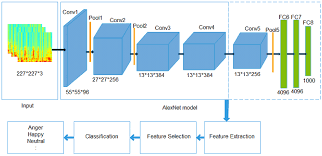 Conv1
Pool1
Conv2
Pool2
Conv3
Conv4
Conv5
Pool5
FC6
FC7
FC8
227*227*3
55*55*96
27*27*256
13*13*384
13*13*384
13*13*256
4096
4096
1000
Input
AlexNet model
Anger
Happy
Neutral
Classification
Feature Selection
Feature Extraction